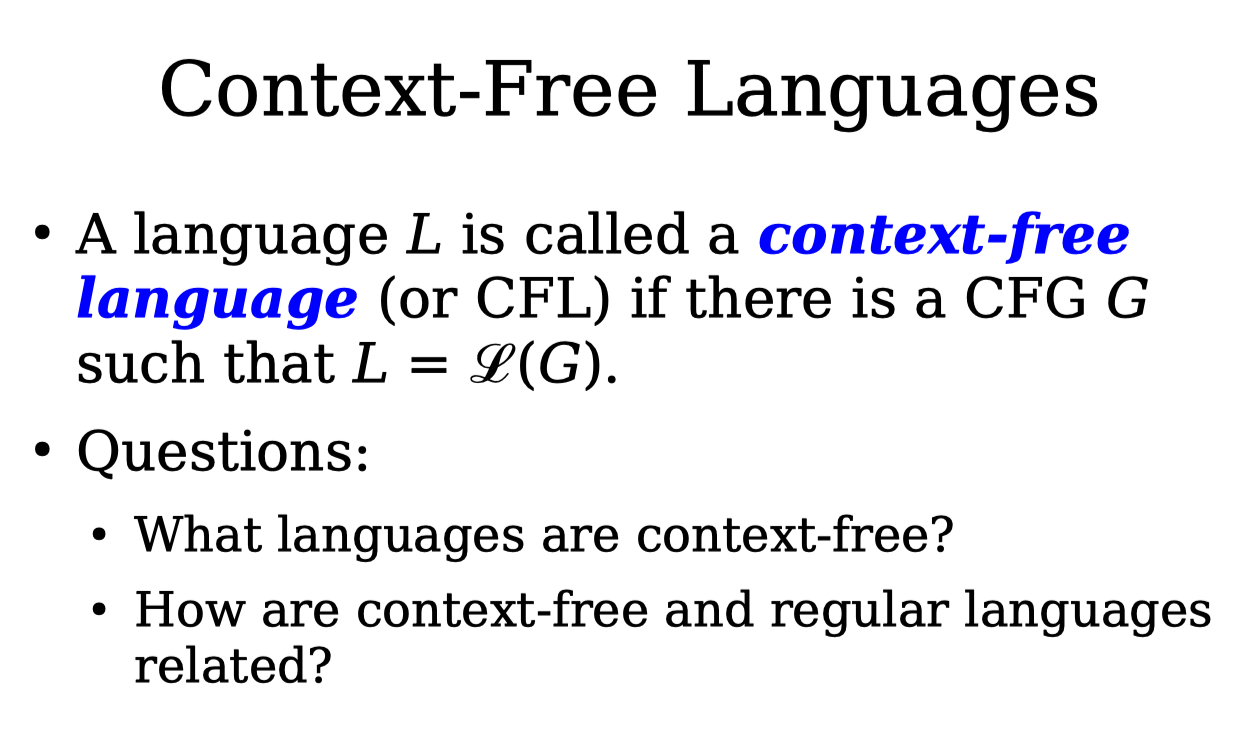 Context-Free Languages
• A language L is called a context-free
language (or CFL) if there is a CFG G
such that L = ℒ(G).
• Questions:
• What languages are context-free?
• How are context-free and regular languages
related?